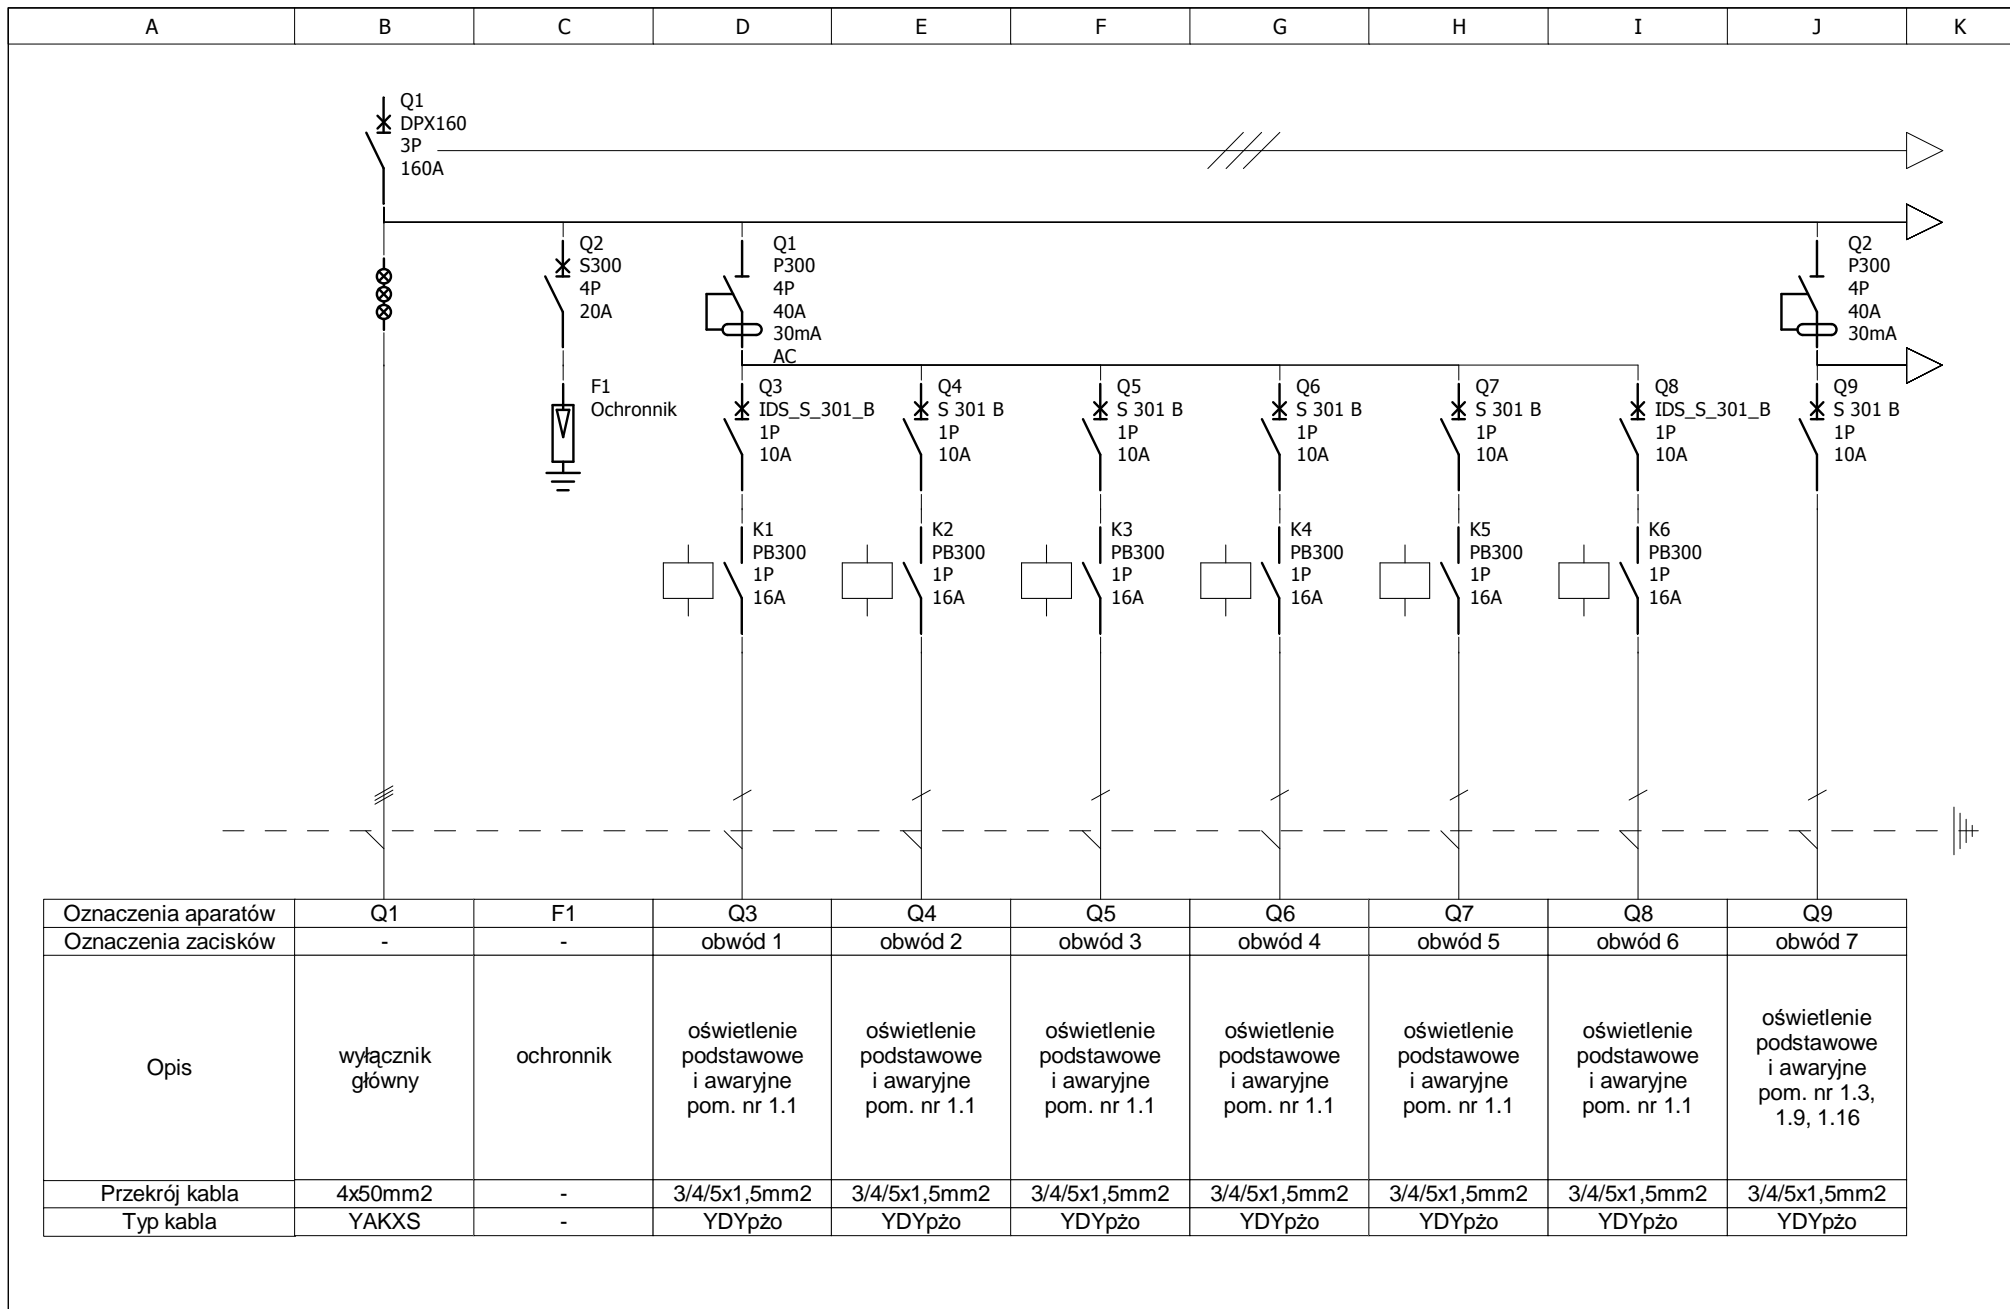 A B C D E F G H I J K
Q1
DPX160
3P
160A
Q2
S300
4P
20A
Q1
P300
4P
40A
30mA
AC
Q2
P300
4P
40A
30mA
F1
Ochronnik
Q3
IDS_S_301_B
1P
10A
Q4
S 301 B
1P
10A
Q5
S 301 B
1P
10A
Q6
S 301 B
1P
10A
Q7
S 301 B
1P
10A
Q8
IDS_S_301_B
1P
10A
Q9
S 301 B
1P
10A
K1
PB300
1P
16A
K2
PB300
1P
16A
K3
PB300
1P
16A
K4
PB300
1P
16A
K5
PB300
1P
16A
K6
PB300
1P
16A
Oznaczenia aparatów Q1 F1 Q3 Q4 Q5 Q6 Q7 Q8 Q9
Oznaczenia zacisków - - obwód 1 obwód 2 obwód 3 obwód 4 obwód 5 obwód 6 obwód 7
Opis
wyłącznik
główny
ochronnik
oświetlenie
podstawowe
i awaryjne
pom. nr 1.1
oświetlenie
podstawowe
i awaryjne
pom. nr 1.1
oświetlenie
podstawowe
i awaryjne
pom. nr 1.1
oświetlenie
podstawowe
i awaryjne
pom. nr 1.1
oświetlenie
podstawowe
i awaryjne
pom. nr 1.1
oświetlenie
podstawowe
i awaryjne
pom. nr 1.1
oświetlenie
podstawowe
i awaryjne
pom. nr 1.3,
1.9, 1.16
Przekrój kabla 4x50mm2 - 3/4/5x1,5mm2 3/4/5x1,5mm2 3/4/5x1,5mm2 3/4/5x1,5mm2 3/4/5x1,5mm2 3/4/5x1,5mm2 3/4/5x1,5mm2
Typ kabla YAKXS - YDYpżo YDYpżo YDYpżo YDYpżo YDYpżo YDYpżo YDYpżo